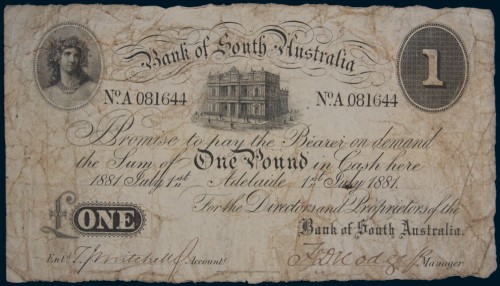 Bank of South Australia
1
No. A 081644 No. A 081644
Promise to pay the Bearer on demand
the Sum of One Pound in Cash here
1881 July 1st Adelaide 1st July 1881.
For the Directors and Proprietors of the
£ONE Bank of South Australia.
Entd. Accountt. Manager